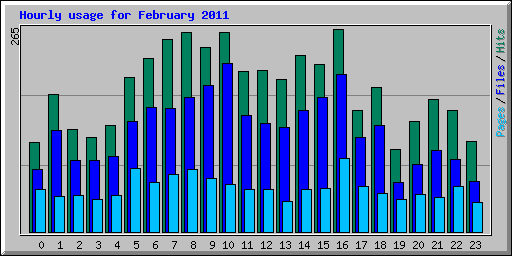 Hourly usage for February 2011
265
Pages/Files/Hits
0 1 2 3 4 5 6 7 8 9 10 11 12 13 14 15 16 17 18 19 20 21 22 23